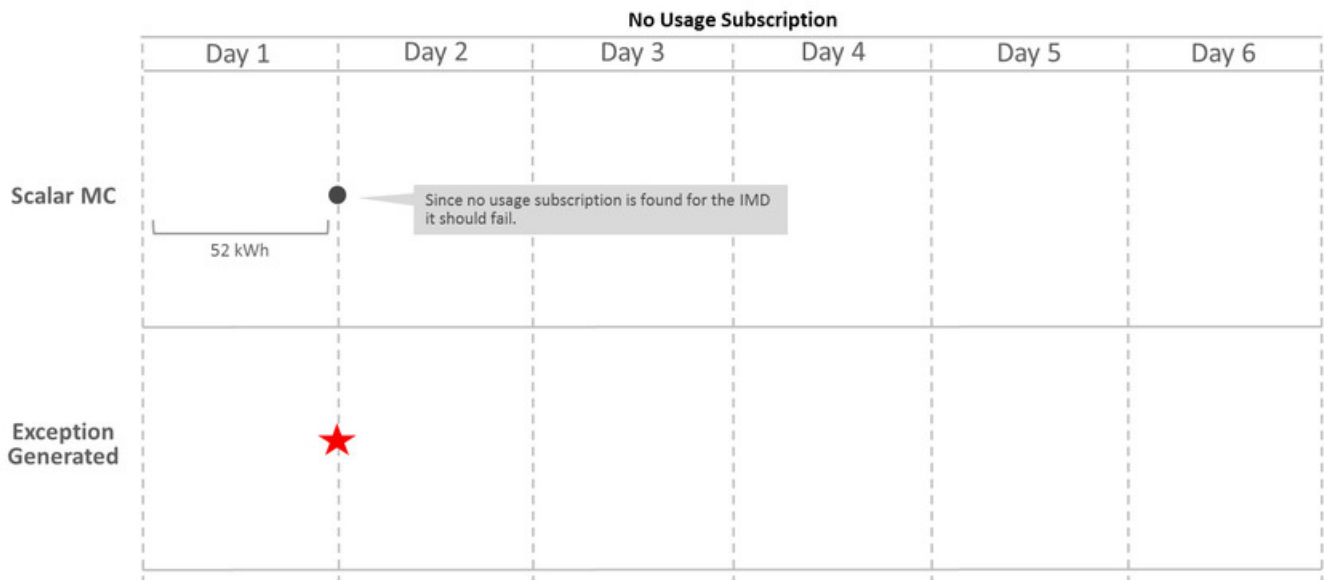 No Usage Subscription
Day 1 Day 2 Day 3 Day 4 Day 5 Day 6
Scalar MC
Since no usage subscription is found for the IMD
it should fail.
52 kWh
Exception
Generated